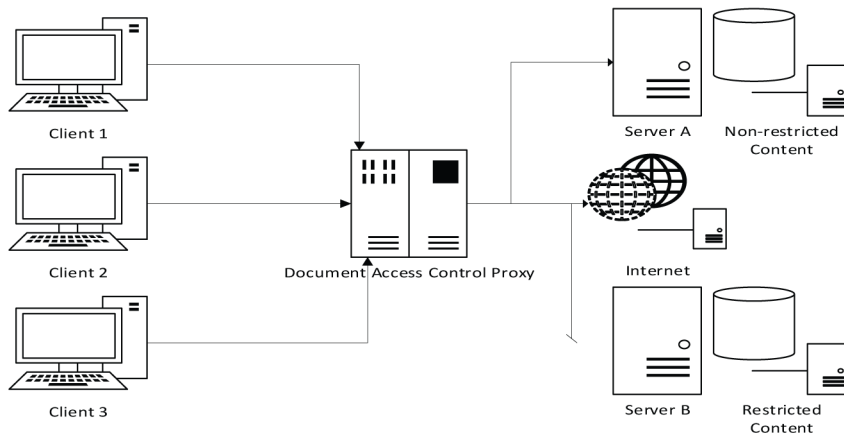 Client 1
Client 2
Client 3
Document Access Control Proxy
Server A
Non-restricted
Content
Internet
Server B
Restricted
Content